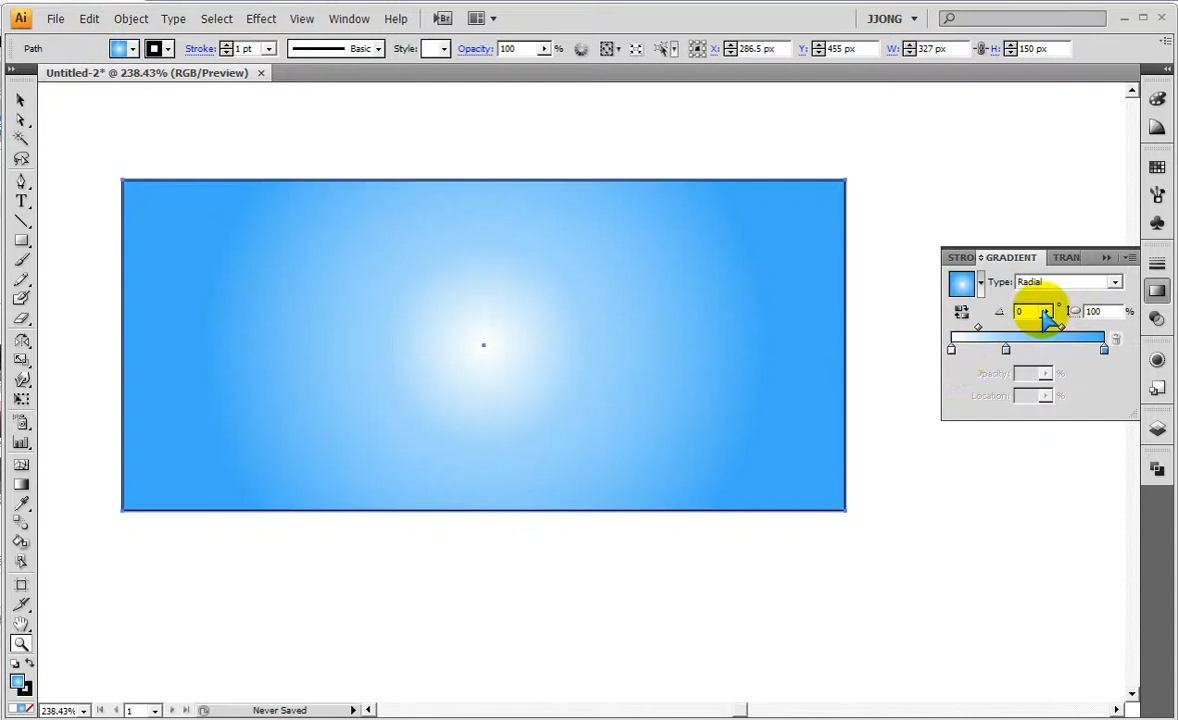 Ai File Edit Object Type Select Effect View Window Help Br JJONG
Path Stroke: 1 pt Basic Style: Opacity: 100 % X: 286.5 px Y: 455 px W: 327 px H: 150 px
Untitled-2* @ 238.43% (RGB/Preview)
STRO GRADIENT TRAN
Type: Radial
0 ° 100 %
Opacity: %
Location: %
238.43% 1 Never Saved